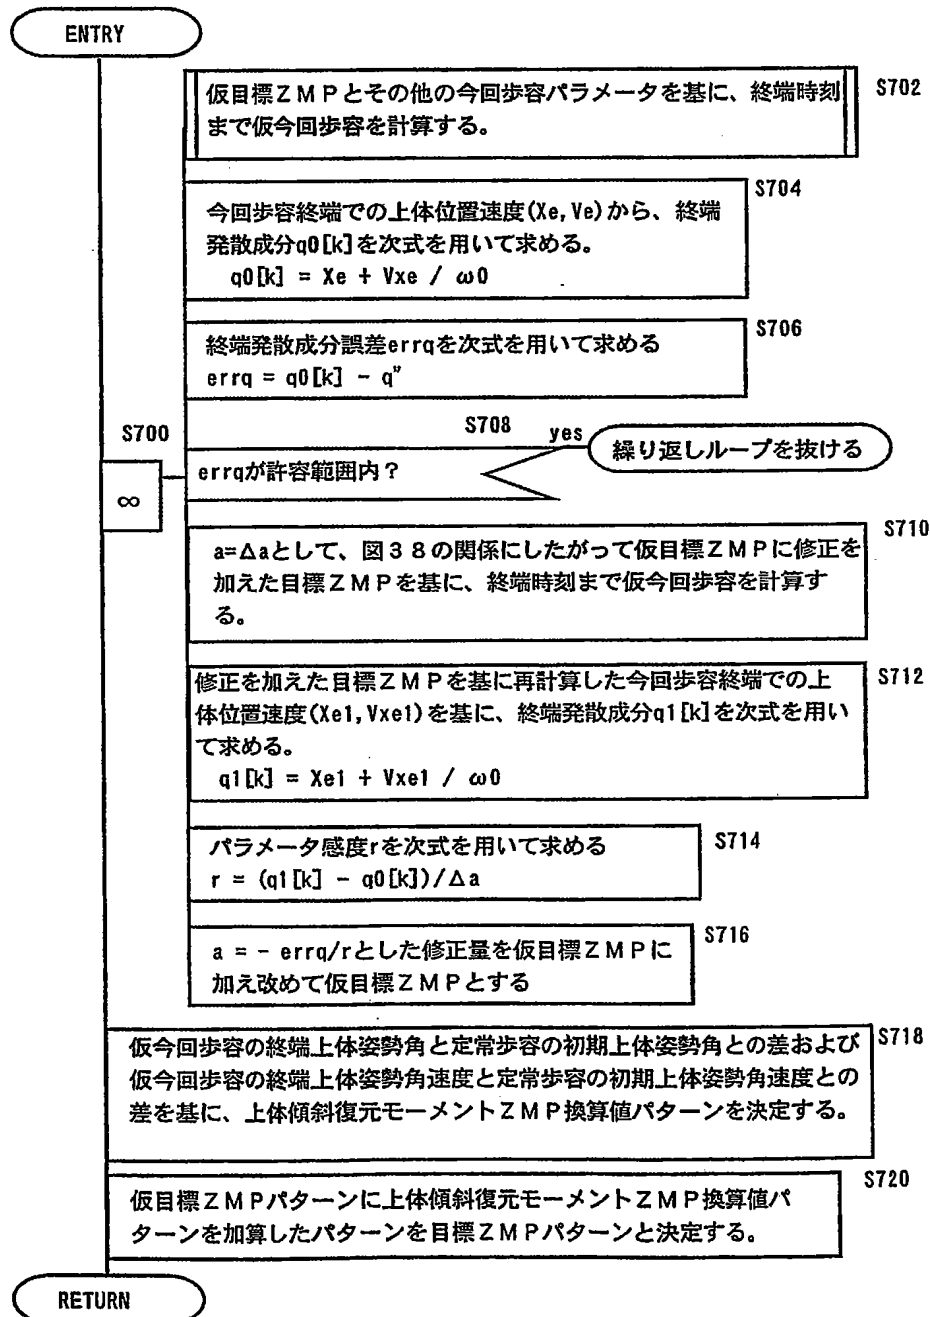 ENTRY
仮目標ZMPとその他の今回歩容パラメータを基に、終端時刻
まで仮今回歩容を計算する。
S702
S704
今回歩容終端での上体位置速度(Xe,Ve)から、終端
発散成分q0[k]を次式を用いて求める。
q0[k] = Xe + Vxe / ω0
S706
終端発散成分誤差errqを次式を用いて求める
errq = q0[k] - q"
S700
∞
S708
yes
繰り返しループを抜ける
errqが許容範囲内?
S710
a=Δaとして、図38の関係にしたがって仮目標ZMPに修正を
加えた目標ZMPを基に、終端時刻まで仮今回歩容を計算す
る。
S712
修正を加えた目標ZMPを基に再計算した今回歩容終端での上
体位置速度(Xe1,Vxe1)を基に、終端発散成分q1[k]を次式を用い
て求める。
q1[k] = Xe1 + Vxe1 / ω0
S714
パラメータ感度rを次式を用いて求める
r = (q1[k] - q0[k])/Δa
S716
a = - errq/rとした修正量を仮目標ZMPに
加え改めて仮目標ZMPとする
S718
仮今回歩容の終端上体姿勢角と定常歩容の初期上体姿勢角との差および
仮今回歩容の終端上体姿勢角速度と定常歩容の初期上体姿勢角速度との
差を基に、上体傾斜復元モーメントZMP換算値パターンを決定する。
S720
仮目標ZMPパターンに上体傾斜復元モーメントZMP換算値パ
ターンを加算したパターンを目標ZMPパターンと決定する。
RETURN